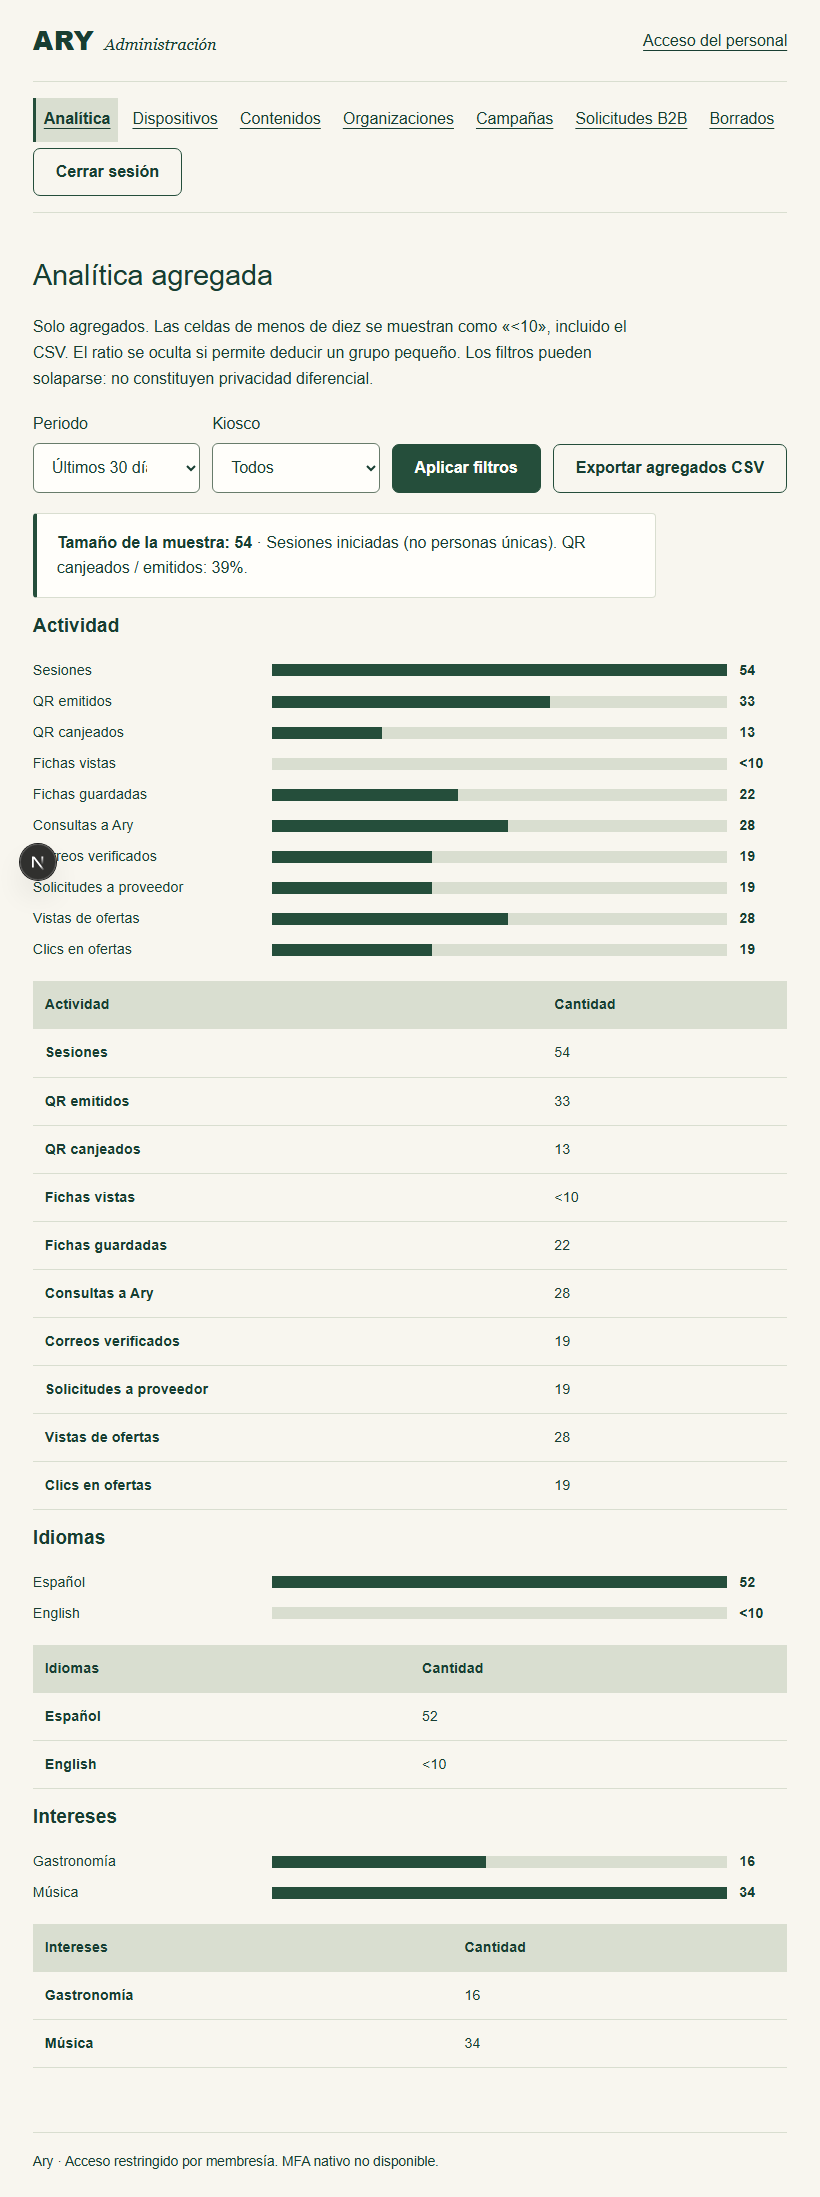 ARY Administración
Acceso del personal
Analítica Dispositivos Contenidos Organizaciones Campañas Solicitudes B2B Borrados
Cerrar sesión
Analítica agregada
Solo agregados. Las celdas de menos de diez se muestran como «<10», incluido el
CSV. El ratio se oculta si permite deducir un grupo pequeño. Los filtros pueden
solaparse: no constituyen privacidad diferencial.
Periodo Kiosco
Últimos 30 día Todos Aplicar filtros Exportar agregados CSV
Tamaño de la muestra: 54 · Sesiones iniciadas (no personas únicas). QR
canjeados / emitidos: 39%.
Actividad
Sesiones 54
QR emitidos 33
QR canjeados 13
Fichas vistas <10
Fichas guardadas 22
Consultas a Ary 28
N reos verificados 19
Solicitudes a proveedor 19
Vistas de ofertas 28
Clics en ofertas 19
Actividad Cantidad
Sesiones 54
QR emitidos 33
QR canjeados 13
Fichas vistas <10
Fichas guardadas 22
Consultas a Ary 28
Correos verificados 19
Solicitudes a proveedor 19
Vistas de ofertas 28
Clics en ofertas 19
Idiomas
Español 52
English <10
Idiomas Cantidad
Español 52
English <10
Intereses
Gastronomía 16
Música 34
Intereses Cantidad
Gastronomía 16
Música 34
Ary · Acceso restringido por membresía. MFA nativo no disponible.